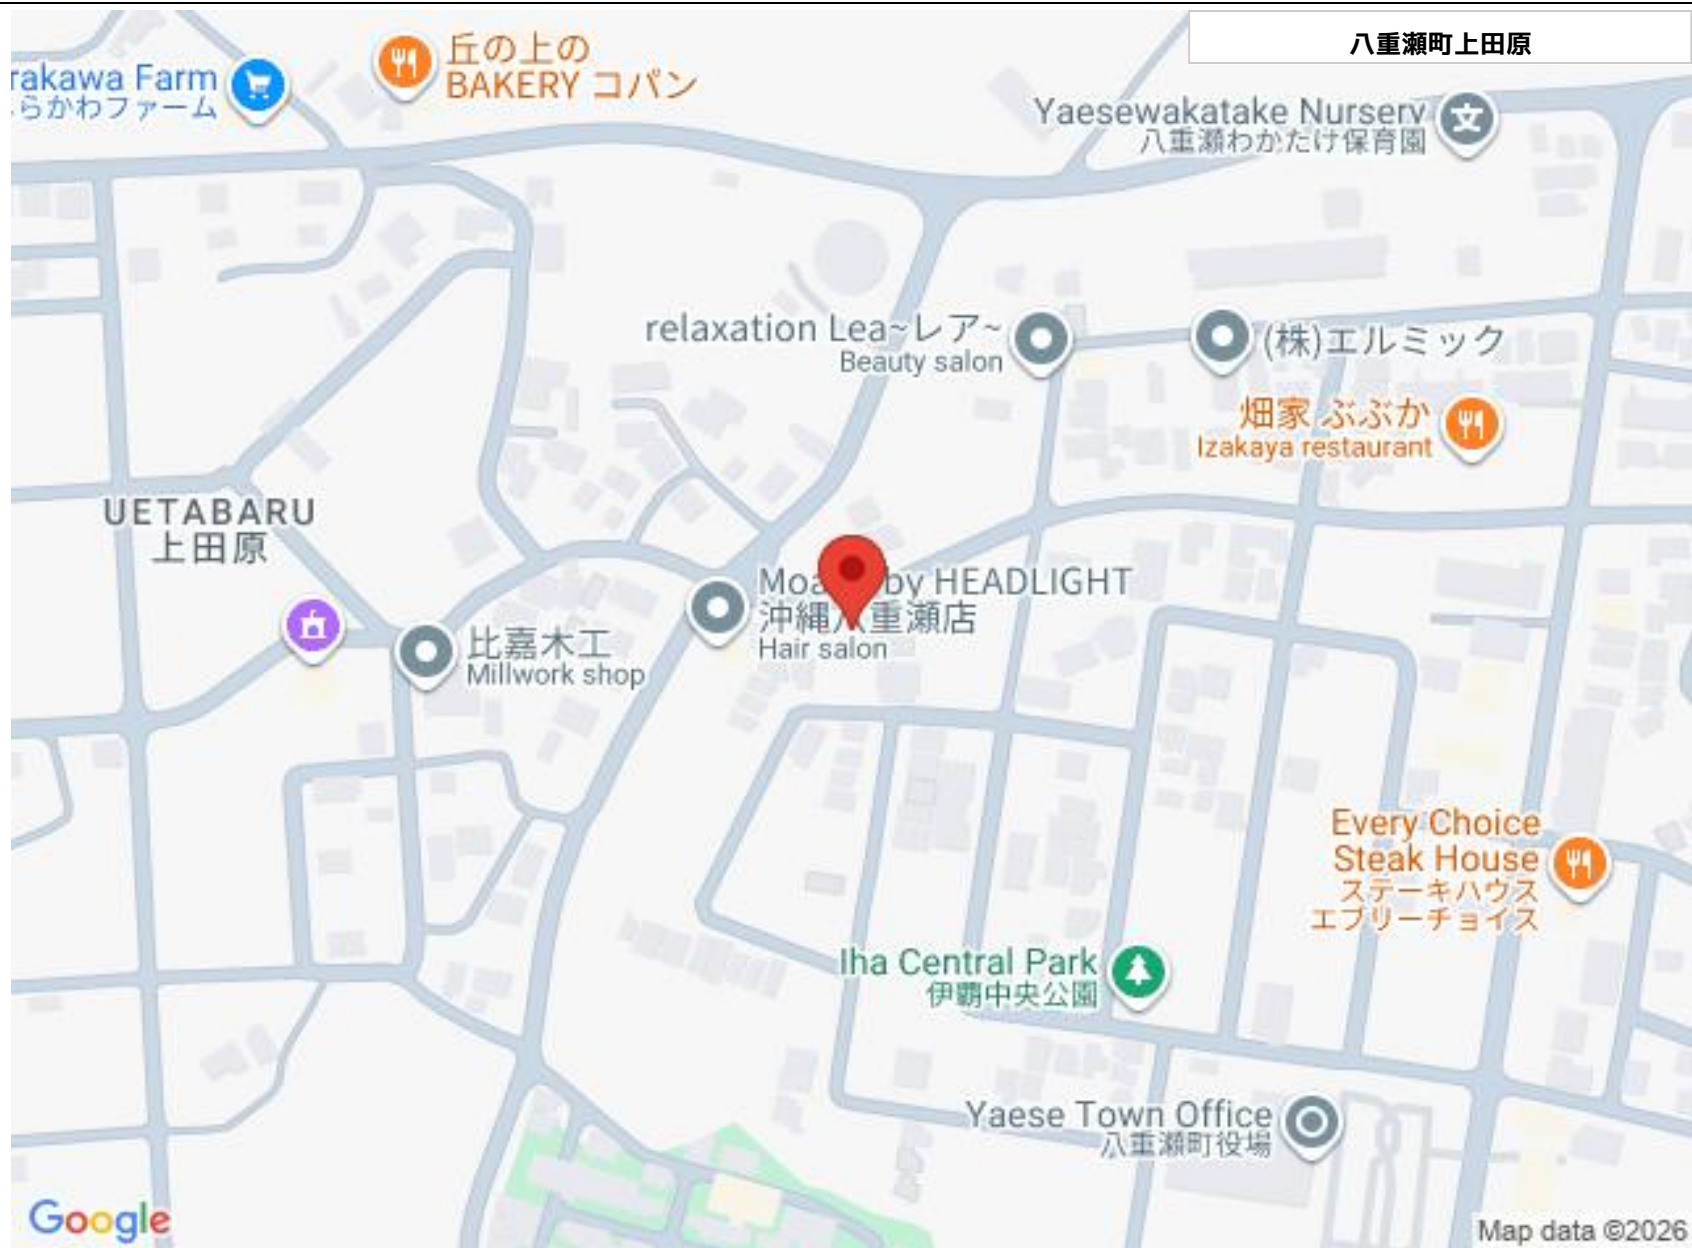 八重瀬町上田原
丘の上の
BAKERY コパン
rakawa Farm
らかわファーム
Yaesewakatake Nursery
八重瀬わかたけ保育園
relaxation Lea~レア~
Beauty salon
(株)エルミック
畑家 ぶぶか
Izakaya restaurant
UETABARU
上田原
by HEADLIGHT
重瀬店
Hair salon
比嘉木工
Millwork shop
Every Choice
Steak House
ステーキハウス
エブリーチョイス
Iha Central Park
伊覇中央公園
Yaese Town Office
八重瀬町役場
Google
Map data ©2026